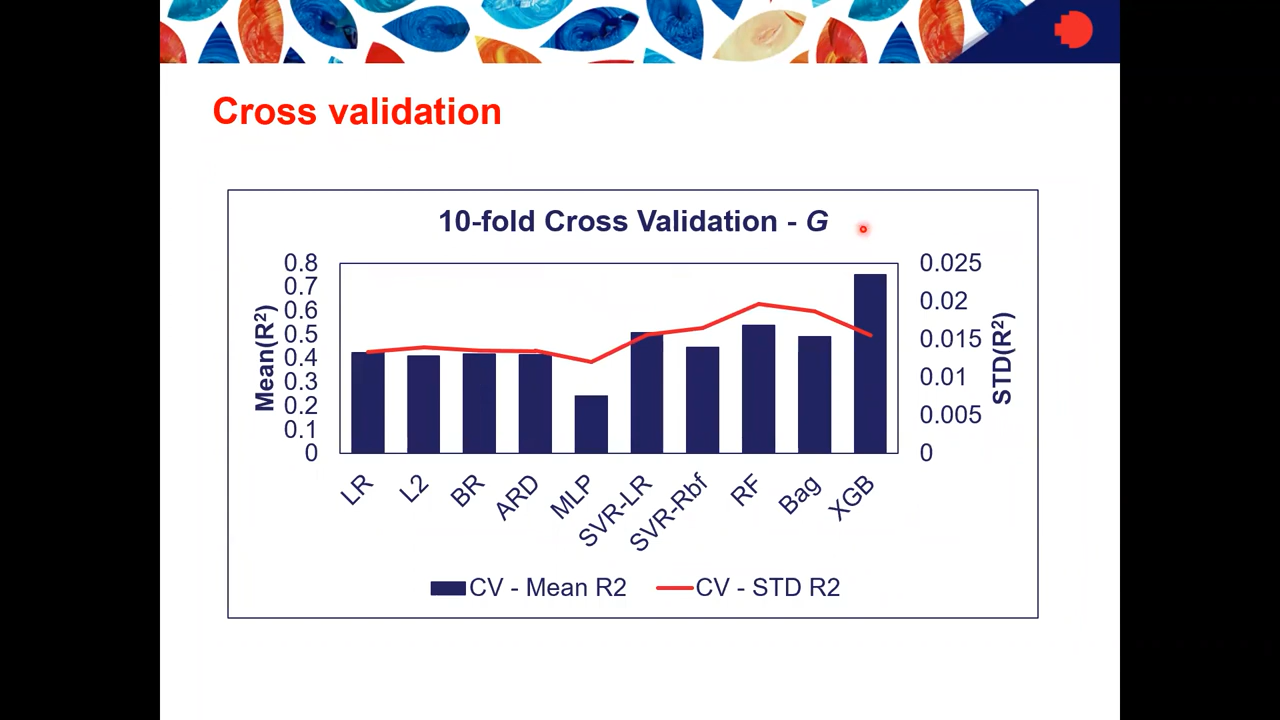 Cross validation
10-fold Cross Validation - G
0.8
0.7
0.6
0.5
0.4
0.3
0.2
0.1
0
Mean(R²)
0.025
0.02
0.015
0.01
0.005
0
STD(R²)
LR
L2
BR
ARD
MLP
SVR-LR
SVR-Rbf
RF
Bag
XGB
CV - Mean R2
CV - STD R2